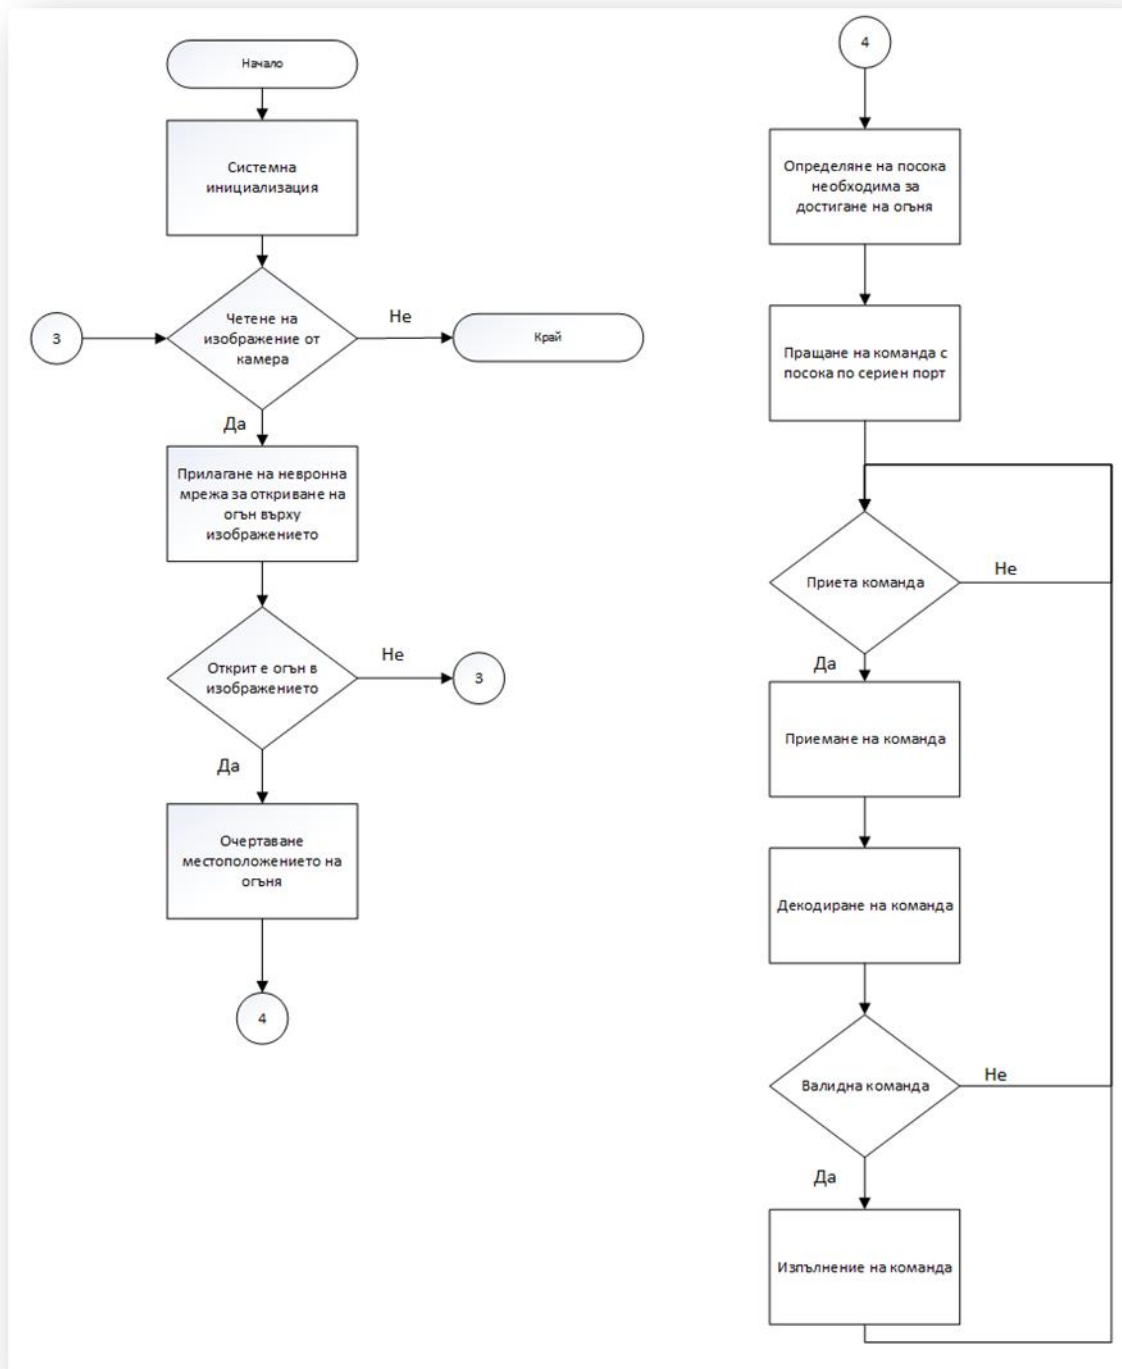 Начало
Системна
инициализация
3
Четене на
изображение от
камера
Не
Край
Да
Прилагане на невронна
мрежа за откриване на
огън върху
изображението
Открит е огън в
изображението
Не
3
Да
Очертаване
местоположението на
огъня
4
4
Определяне на посока
необходима за
достигане на огъня
Пращане на команда с
посока по сериен порт
Приета команда
Не
Да
Приемане на команда
Декодиране на команда
Валидна команда
Не
Да
Изпълнение на команда